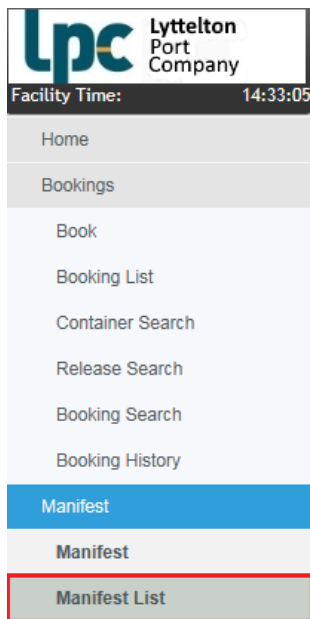 lpc Lyttelton
Port
Company
Facility Time: 14:33:05
Home
Bookings
Book
Booking List
Container Search
Release Search
Booking Search
Booking History
Manifest
Manifest
Manifest List